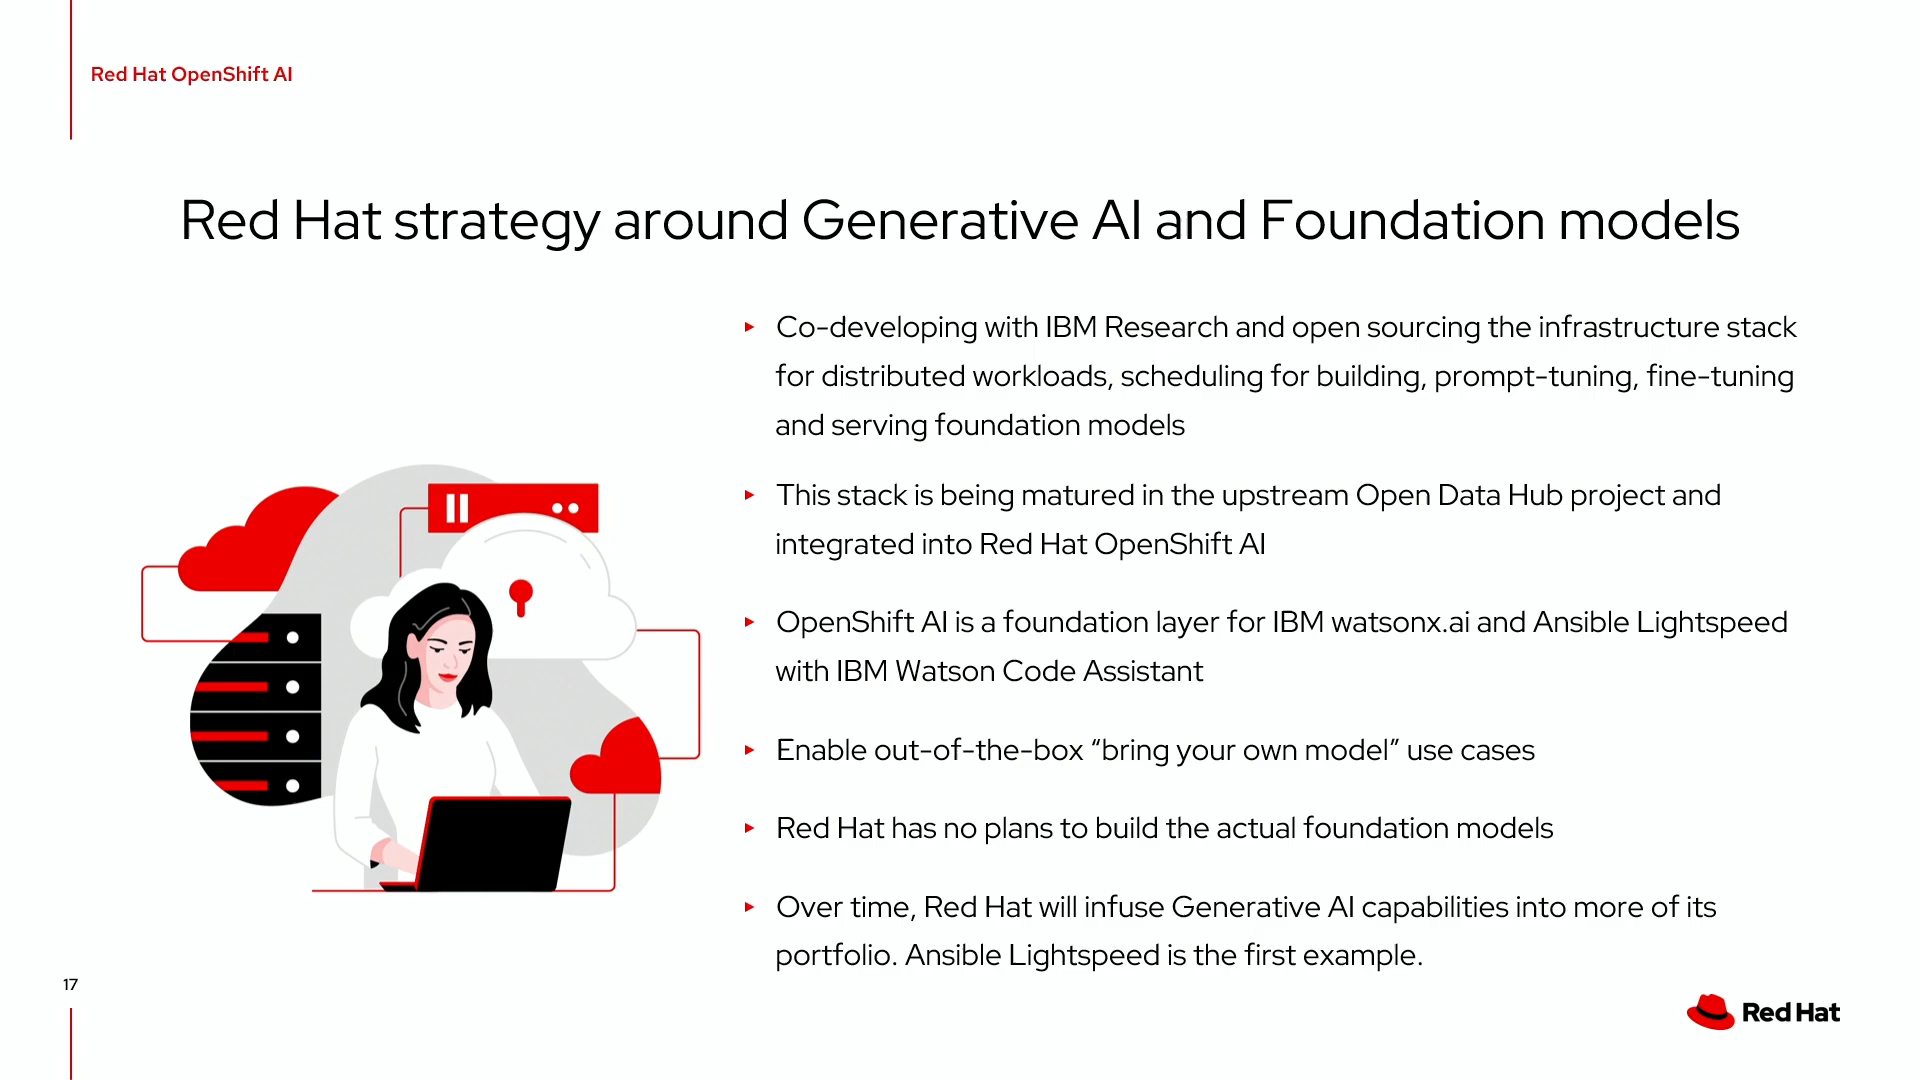 Red Hat OpenShift AI
Red Hat strategy around Generative AI and Foundation models
▸ Co-developing with IBM Research and open sourcing the infrastructure stack
for distributed workloads, scheduling for building, prompt-tuning, fine-tuning
and serving foundation models
▸ This stack is being matured in the upstream Open Data Hub project and
integrated into Red Hat OpenShift AI
▸ OpenShift AI is a foundation layer for IBM watsonx.ai and Ansible Lightspeed
with IBM Watson Code Assistant
▸ Enable out-of-the-box “bring your own model” use cases
▸ Red Hat has no plans to build the actual foundation models
▸ Over time, Red Hat will infuse Generative AI capabilities into more of its
portfolio. Ansible Lightspeed is the first example.
17
Red Hat